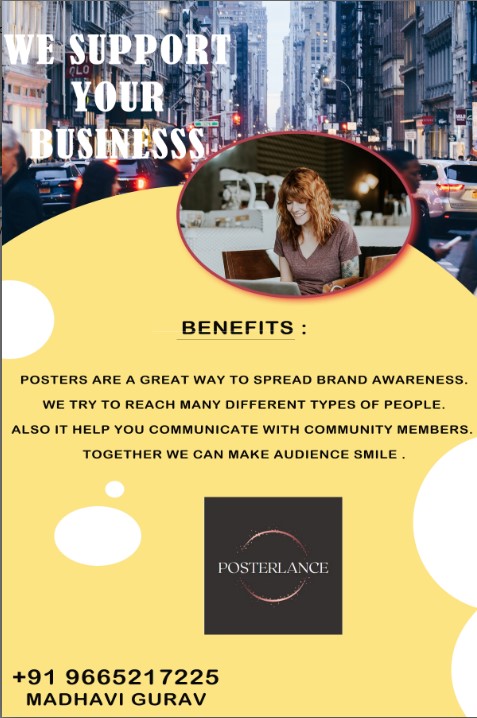 WE SUPPORT
YOUR
BUSINESSS
BENEFITS :
POSTERS ARE A GREAT WAY TO SPREAD BRAND AWARENESS.
WE TRY TO REACH MANY DIFFERENT TYPES OF PEOPLE.
ALSO IT HELP YOU COMMUNICATE WITH COMMUNITY MEMBERS.
TOGETHER WE CAN MAKE AUDIENCE SMILE .
POSTERLANCE
+91 9665217225
MADHAVI GURAV